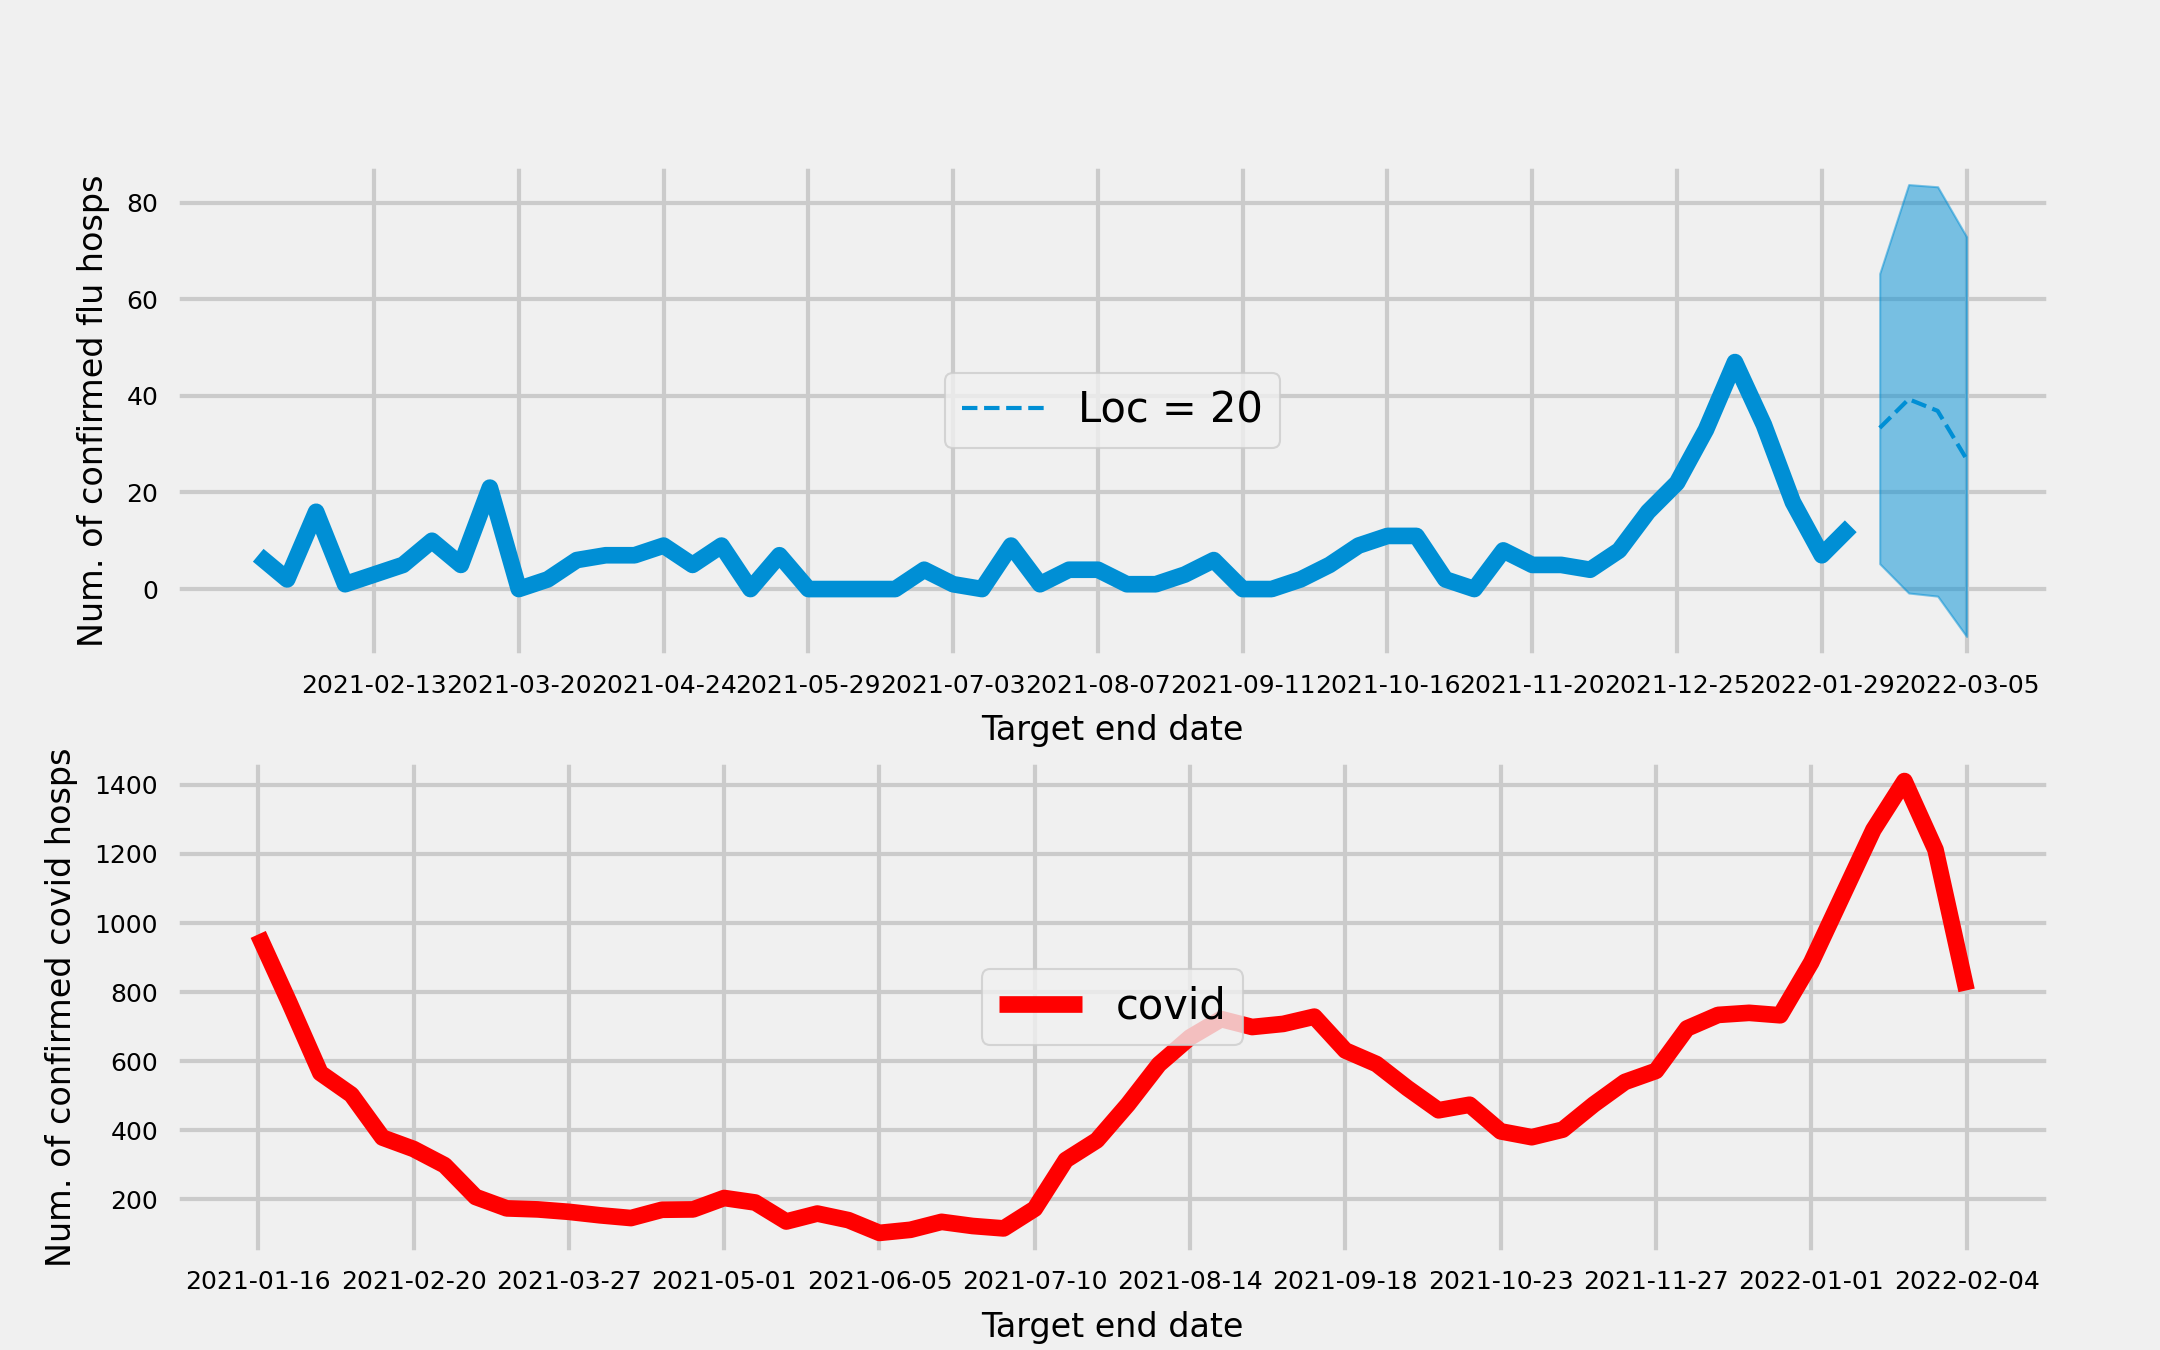 Num. of confirmed flu hosps
80
60
40
20
0
Loc = 20
2021-02-13 2021-03-20 2021-04-24 2021-05-29 2021-07-03 2021-08-07 2021-09-11 2021-10-16 2021-11-20 2021-12-25 2022-01-29 2022-03-05
Target end date
Num. of confirmed covid hosps
1400
1200
1000
800
600
400
200
covid
2021-01-16 2021-02-20 2021-03-27 2021-05-01 2021-06-05 2021-07-10 2021-08-14 2021-09-18 2021-10-23 2021-11-27 2022-01-01 2022-02-04
Target end date